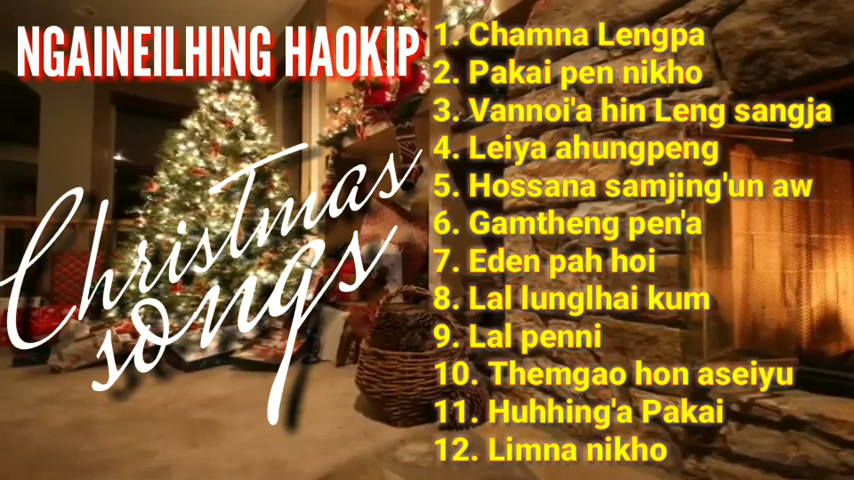 NGAINEILHING HAOKIP
Christmas
songs
1. Chamna Lengpa
2. Pakai pen nikho
3. Vannoi'a hin Leng sangja
4. Leiya ahungpeng
5. Hossana samjing'un aw
6. Gamtheng pen'a
7. Eden pah hoi
8. Lal lunglhai kum
9. Lal penni
10. Themgao hon aseiyu
11. Huhhing'a Pakai
12. Limna nikho